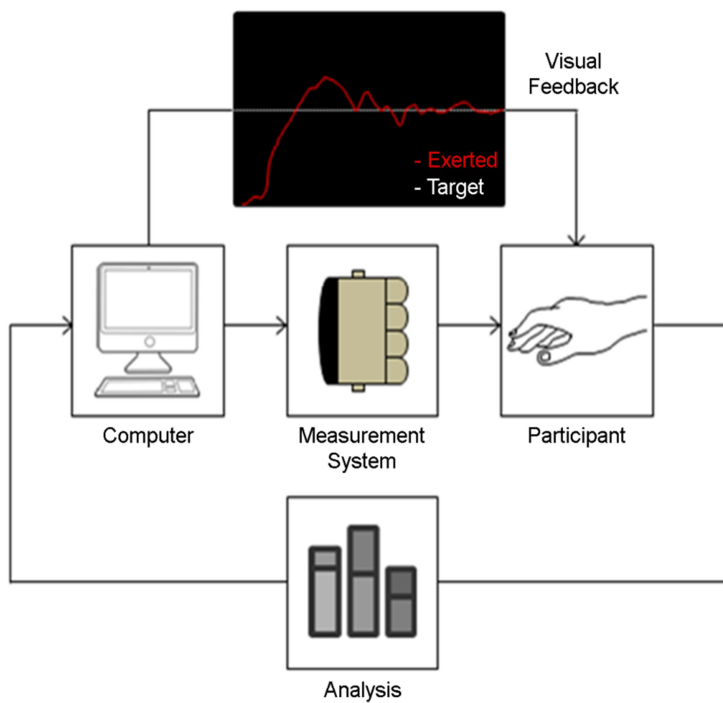 Visual
Feedback
- Exerted
- Target
Computer
Measurement
System
Participant
Analysis